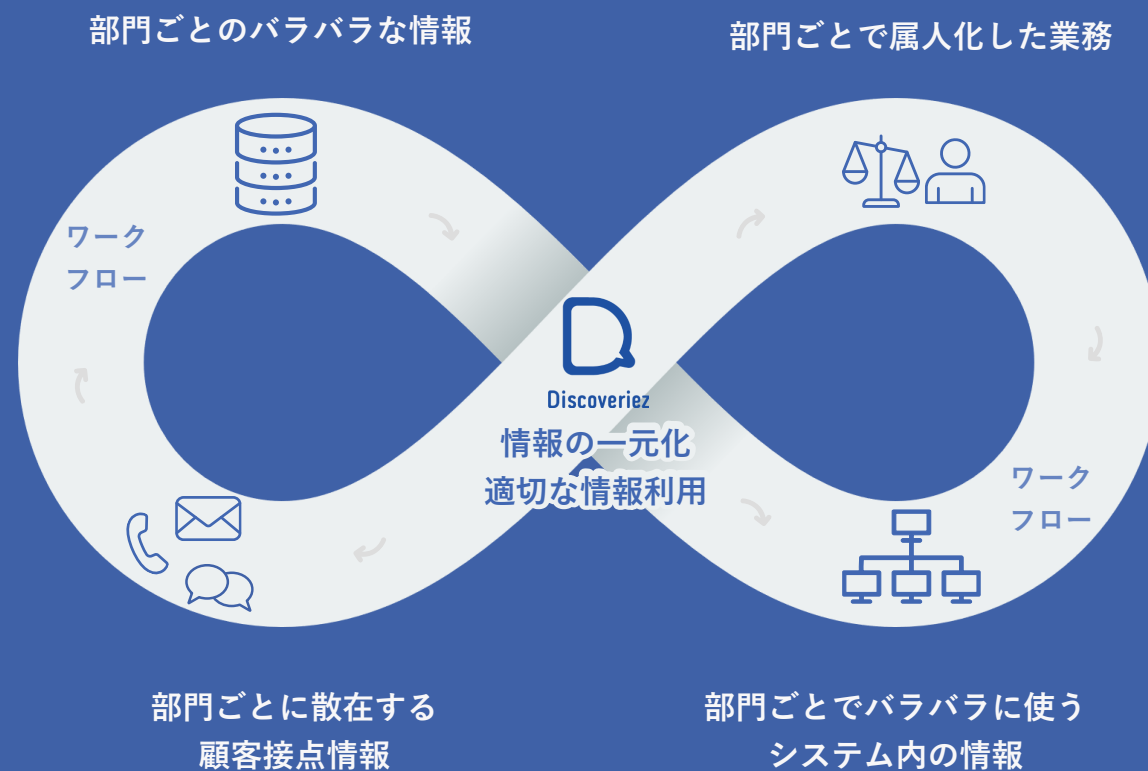 部門ごとのバラバラな情報
部門ごとで属人化した業務
ワーク
フロー
Discoveriez
情報の一元化
適切な情報利用
ワーク
フロー
部門ごとに散在する
顧客接点情報
部門ごとでバラバラに使う
システム内の情報